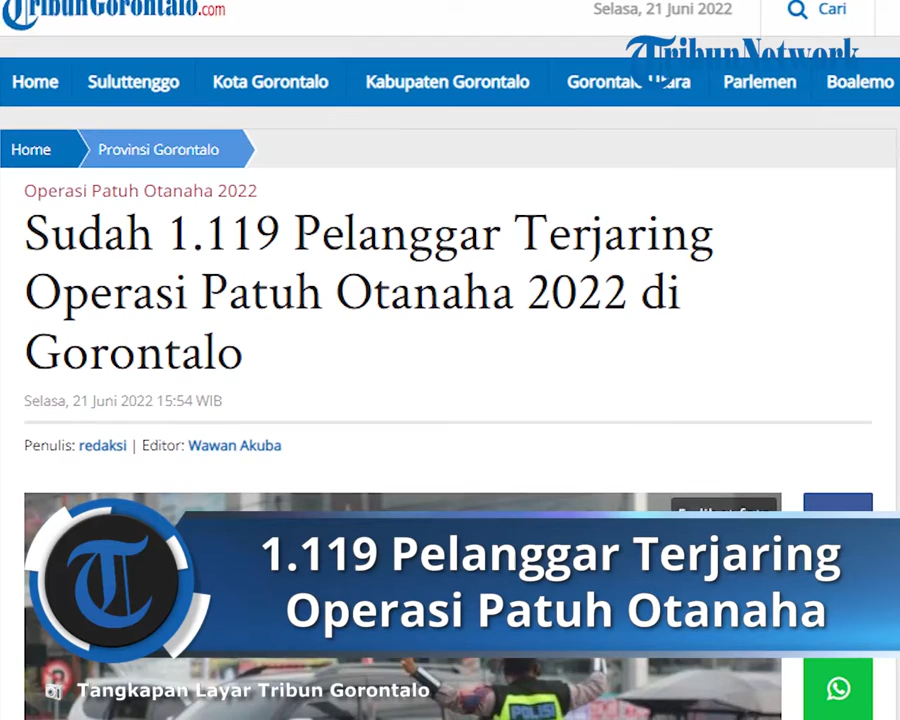 TribunGorontalo.com
Selasa, 21 Juni 2022
Cari
TribunNetwork
Home
Suluttenggo
Kota Gorontalo
Kabupaten Gorontalo
Gorontalo Utara
Parlemen
Boalemo
Home
Provinsi Gorontalo
Operasi Patuh Otanaha 2022
Sudah 1.119 Pelanggar Terjaring
Operasi Patuh Otanaha 2022 di
Gorontalo
Selasa, 21 Juni 2022 15:54 WIB
Penulis: redaksi | Editor: Wawan Akuba
T
1.119 Pelanggar Terjaring
Operasi Patuh Otanaha
Tangkapan Layar Tribun Gorontalo
POLISI